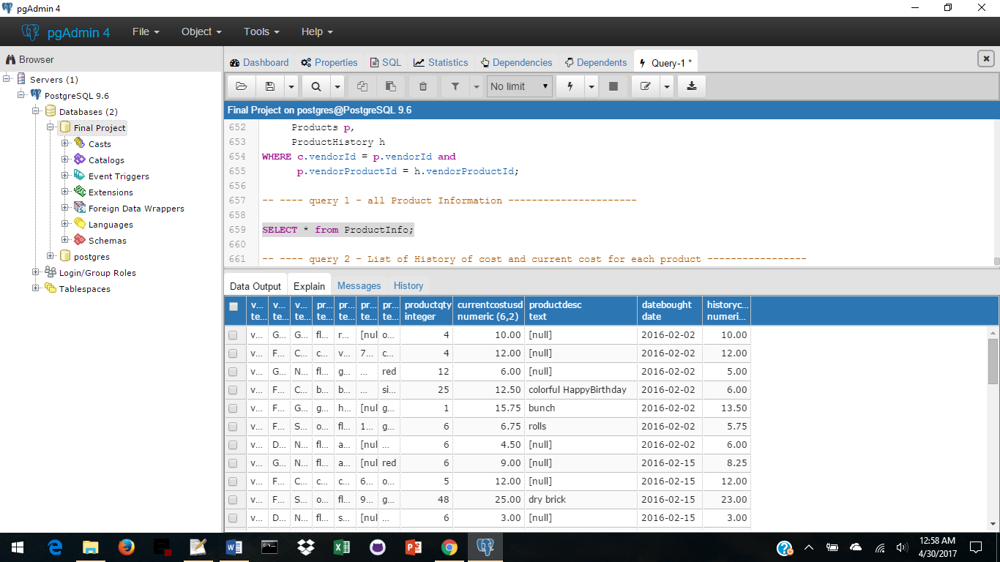 pgAdmin 4
pgAdmin 4 File Object Tools Help
Browser
Servers (1)
PostgreSQL 9.6
Databases (2)
Final Project
Casts
Catalogs
Event Triggers
Extensions
Foreign Data Wrappers
Languages
Schemas
postgres
Login/Group Roles
Tablespaces
Dashboard Properties SQL Statistics Dependencies Dependents Query-1 *
No limit
Final Project on postgres@PostgreSQL 9.6
652 Products p,
653 ProductHistory h
654 WHERE c.vendorId = p.vendorId and
655 p.vendorProductId = h.vendorProductId;
656
657 -- ---- query 1 - all Product Information ----------------------
658
659 SELECT * from ProductInfo;
660
661 -- ---- query 2 - List of History of cost and current cost for each product -----------------
Data Output Explain Messages History
v... v... v... pr... pr... pr... pr... productqty currentcostusd productdesc datebought historyc...
te... te... te... te... te... te... te... integer numeric (6,2) text date numeri...
v... G... G... fl... r... [nul o... 4 10.00 [null] 2016-02-02 10.00
v... F... C... c... v... 7... c... 4 12.00 [null] 2016-02-02 12.00
v... G... N... fl... g... ... red 12 6.00 [null] 2016-02-02 5.00
v... F... C... b... b... ... si... 25 12.50 colorful HappyBirthday 2016-02-02 6.00
v... F... G... g... h... [nul g... 1 15.75 bunch 2016-02-02 13.50
v... F... S... o... fl... 1... g... 6 6.75 rolls 2016-02-02 5.75
v... D... N... fl... a... [nul ... 6 4.50 [null] 2016-02-02 6.00
v... G... N... fl... a... [nul red 6 9.00 [null] 2016-02-15 8.25
v... F... C... c... c... 6... o... 5 12.00 [null] 2016-02-15 12.00
v... F... S... o... fl... 9... g... 48 25.00 dry brick 2016-02-15 23.00
v... D... N... fl... s... [nul ... 6 3.00 [null] 2016-02-15 3.00
12:58 AM
4/30/2017